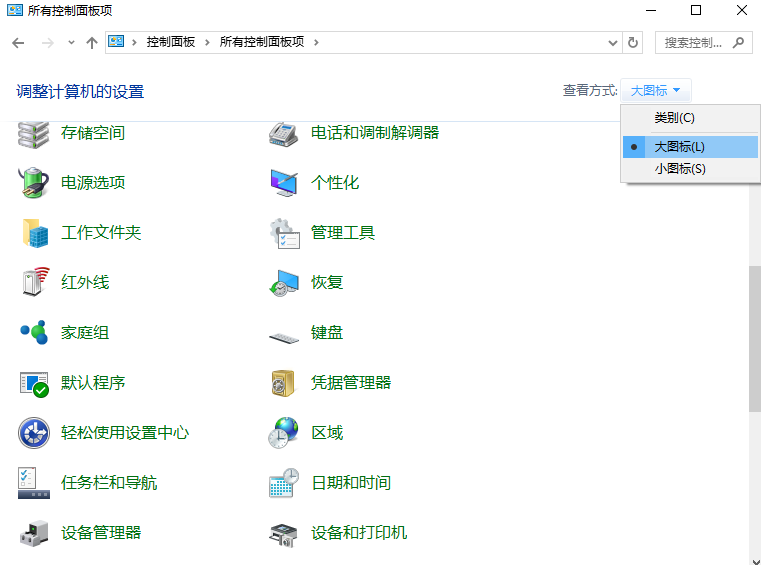 所有控制面板项
控制面板 所有控制面板项
搜索控制...
调整计算机的设置
查看方式: 大图标
类别(C)
大图标(L)
小图标(S)
存储空间 电话和调制解调器
电源选项 个性化
工作文件夹 管理工具
红外线 恢复
家庭组 键盘
默认程序 凭据管理器
轻松使用设置中心 区域
任务栏和导航 日期和时间
设备管理器 设备和打印机